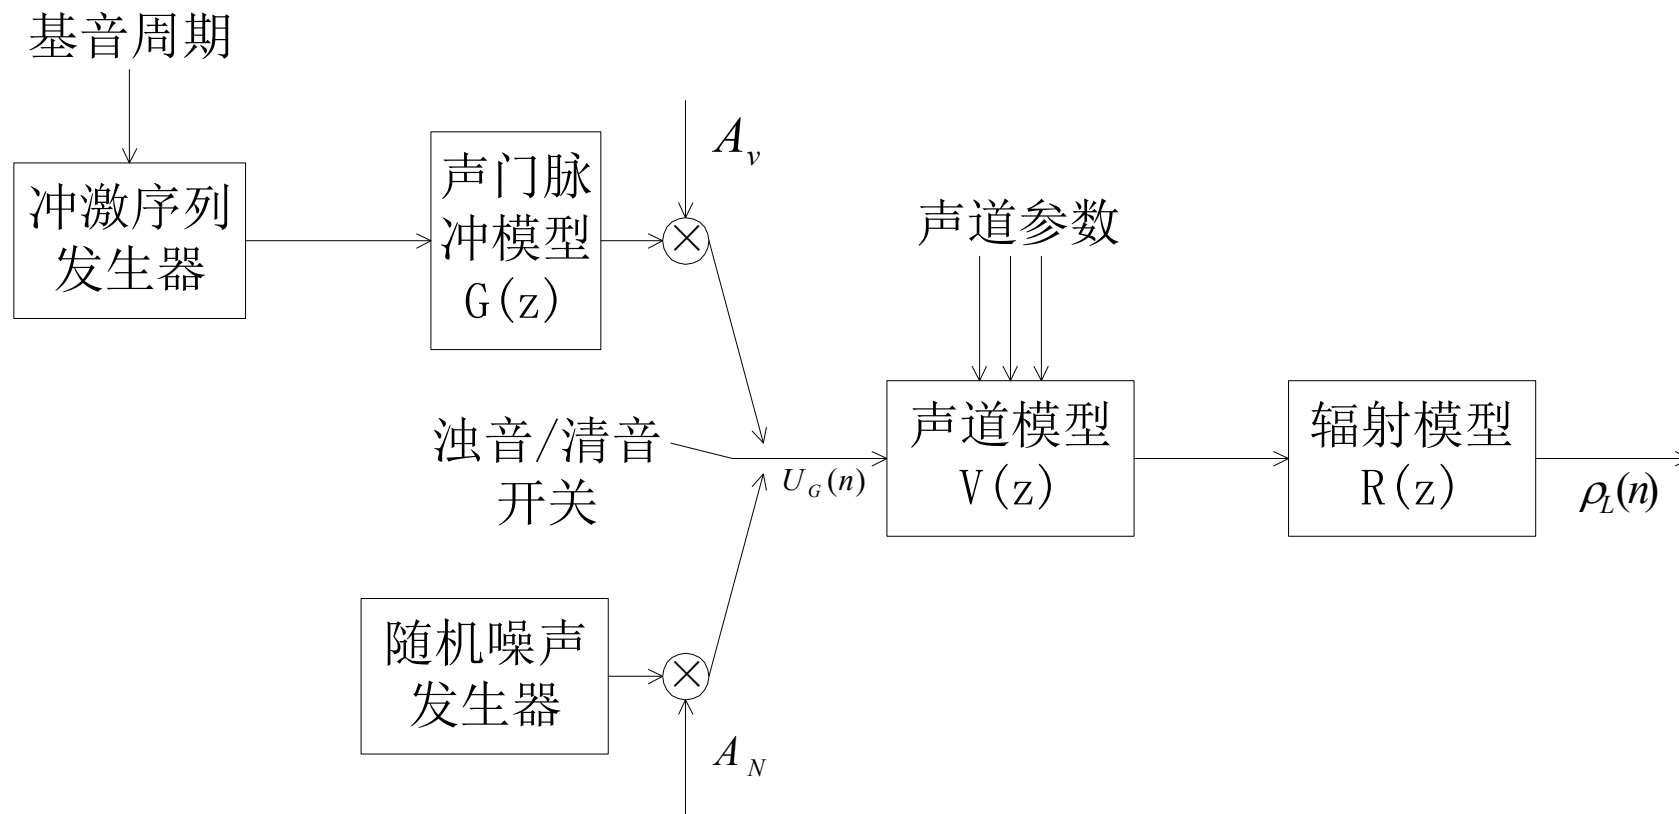 基音周期
冲激序列
发生器
声门脉
冲模型
G(z)
A_v
声道参数
浊音/清音
开关
U_G(n)
声道模型
V(z)
辐射模型
R(z)
ρ_L(n)
随机噪声
发生器
A_N